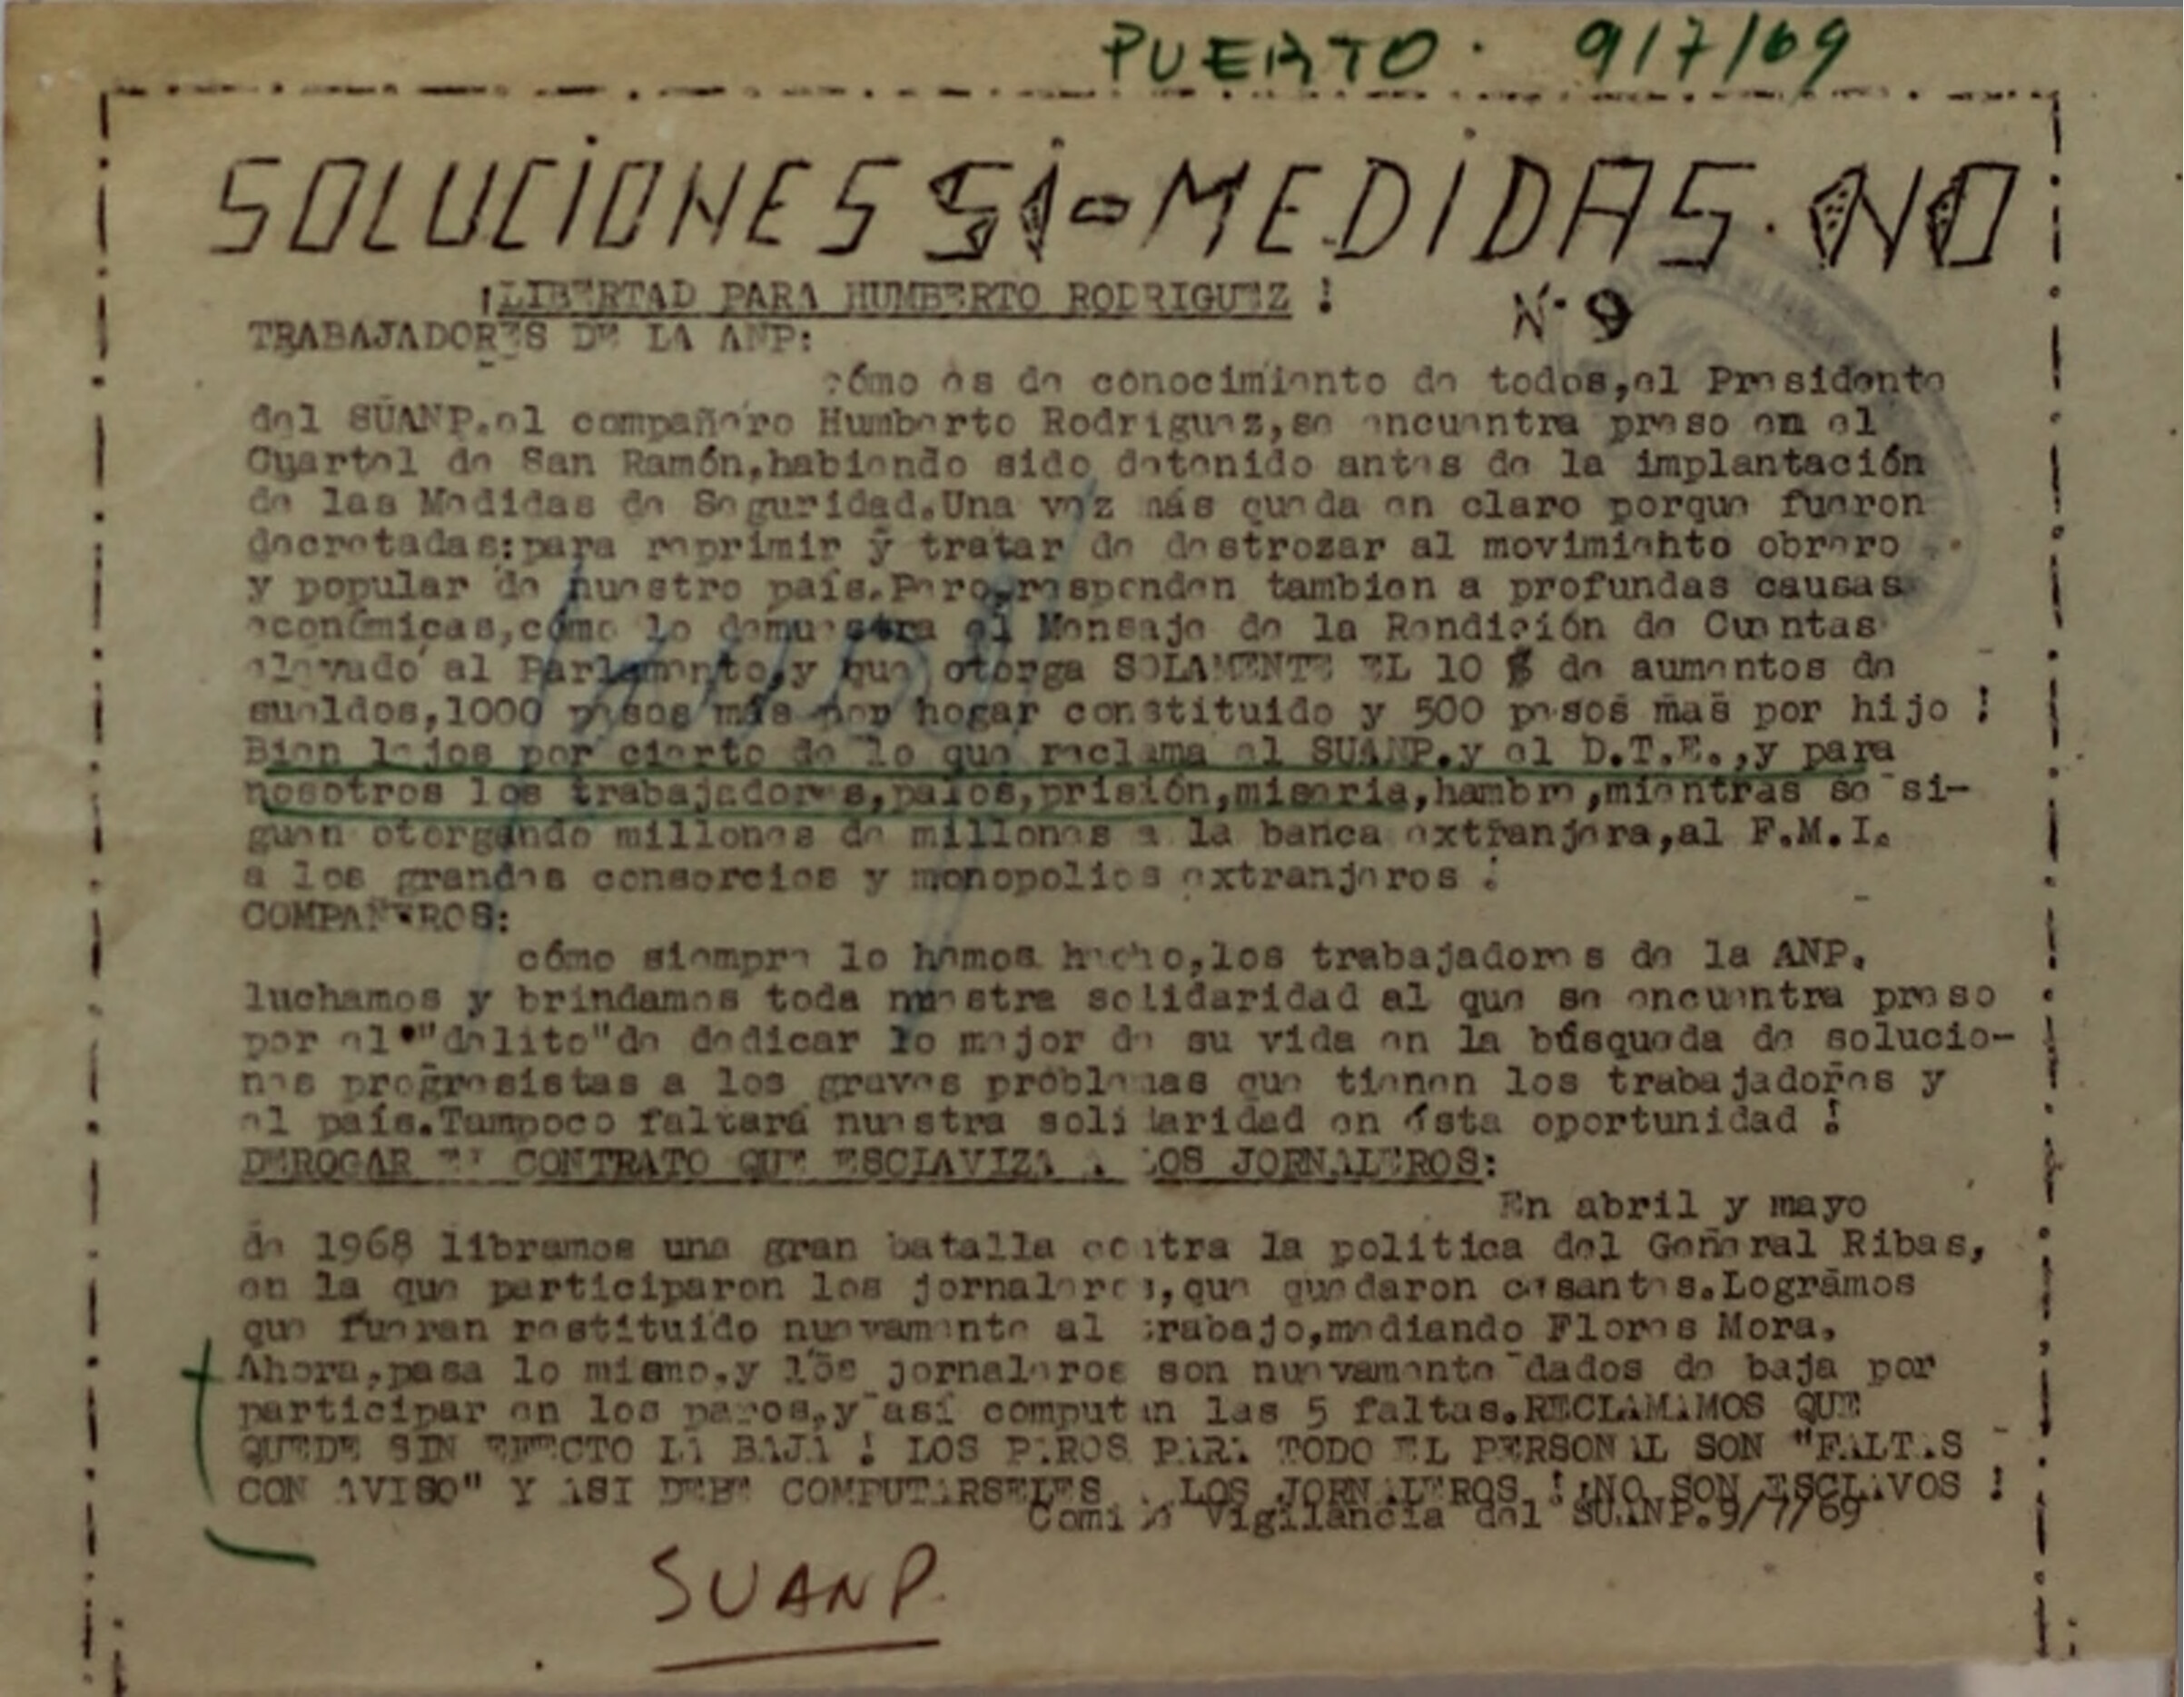 PUERTO. 9/7/69
SOLUCIONES SI-MEDIDAS.NO
¡LIBERTAD PARA HUMBERTO RODRIGUEZ !
N.9
TRABAJADORES DE LA ANP:
cómo es de conocimiento de todos,el Presidente
del SUANP.el compañero Humberto Rodriguez,se encuentra preso en el
Cuartel de San Ramón,habiendo sido detenido antes de la implantación
de las Medidas de Seguridad.Una vez más queda en claro porque fueron
decretadas:para reprimir y tratar de destrozar al movimiehto obrero
y popular de nuestro país.Pero,responden tambien a profundas causas
económicas,cómo lo demuestra el Mensaje de la Rendición de Cuentas
elevado al Parlamento,y que otorga SOLAMENTE EL 10 % de aumentos de
sueldos,1000 pesos más por hogar constituido y 500 pesos mas por hijo !
Bien lejos por cierto de lo que reclama el SUANP.y el D.T.E.,y para
nosotros los trabajadores,palos,prisión,miseria,hambre,mientras se si-
guen otorgando millones de millones a la banca extranjera,al F.M.I.
a los grandes consorcios y monopolios extranjeros !
COMPAÑEROS:
cómo siempre lo hemos hecho,los trabajadores de la ANP.
luchamos y brindamos toda nuestra solidaridad al que se encuentra preso
por el "delito"de dedicar lo mejor de su vida en la búsqueda de solucio-
nes progresistas a los graves problemas que tienen los trabajadores y
el país.Tampoco faltará nuestra solidaridad en ésta oportunidad !
DEROGAR EL CONTRATO QUE ESCLAVIZA A LOS JORNALEROS:
En abril y mayo
de 1968 libramos una gran batalla contra la politica del General Ribas,
en la que participaron los jornaleros,que quedaron cesantes.Lográmos
que fueran restituído nuevamente al trabajo,mediando Flores Mora.
Ahora,pasa lo mismo,y los jornaleros son nuevamente dados de baja por
participar en los paros,y así computan las 5 faltas.RECLAMAMOS QUE
QUEDE SIN EFECTO LA BAJA ! LOS PAROS PARA TODO EL PERSONAL SON "FALTAS
CON AVISO" Y ASI DEBE COMPUTARSELES A LOS JORNALEROS !¡NO SON ESCLAVOS !
Vigilancia del SUANP.9/7/69
SUANP.